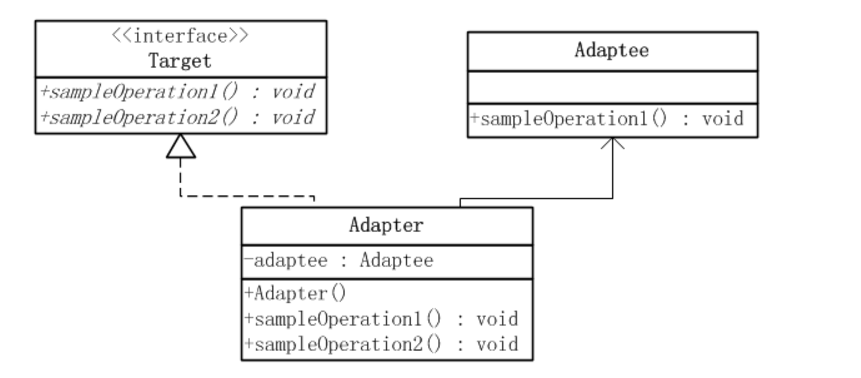 <<interface>>
Target
+sampleOperation1() : void
+sampleOperation2() : void
Adaptee
+sampleOperation1() : void
Adapter
-adaptee : Adaptee
+Adapter()
+sampleOperation1() : void
+sampleOperation2() : void